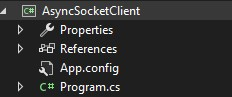 C# AsyncSocketClient
Properties
References
App.config
C# Program.cs